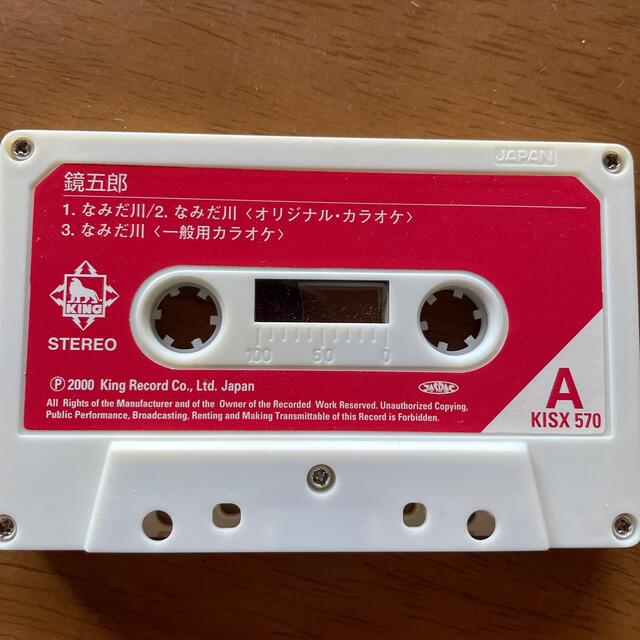 JAPAN
鏡五郎
1. なみだ川/2. なみだ川〈オリジナル・カラオケ〉
3. なみだ川〈一般用カラオケ〉
KING
STEREO
100 50 0
Ⓟ 2000 King Record Co., Ltd. Japan
JASRAC
All Rights of the Manufacturer and of the Owner of the Recorded Work Reserved. Unauthorized Copying,
Public Performance, Broadcasting, Renting and Making Transmittable of this Record is Forbidden.
A
KISX 570